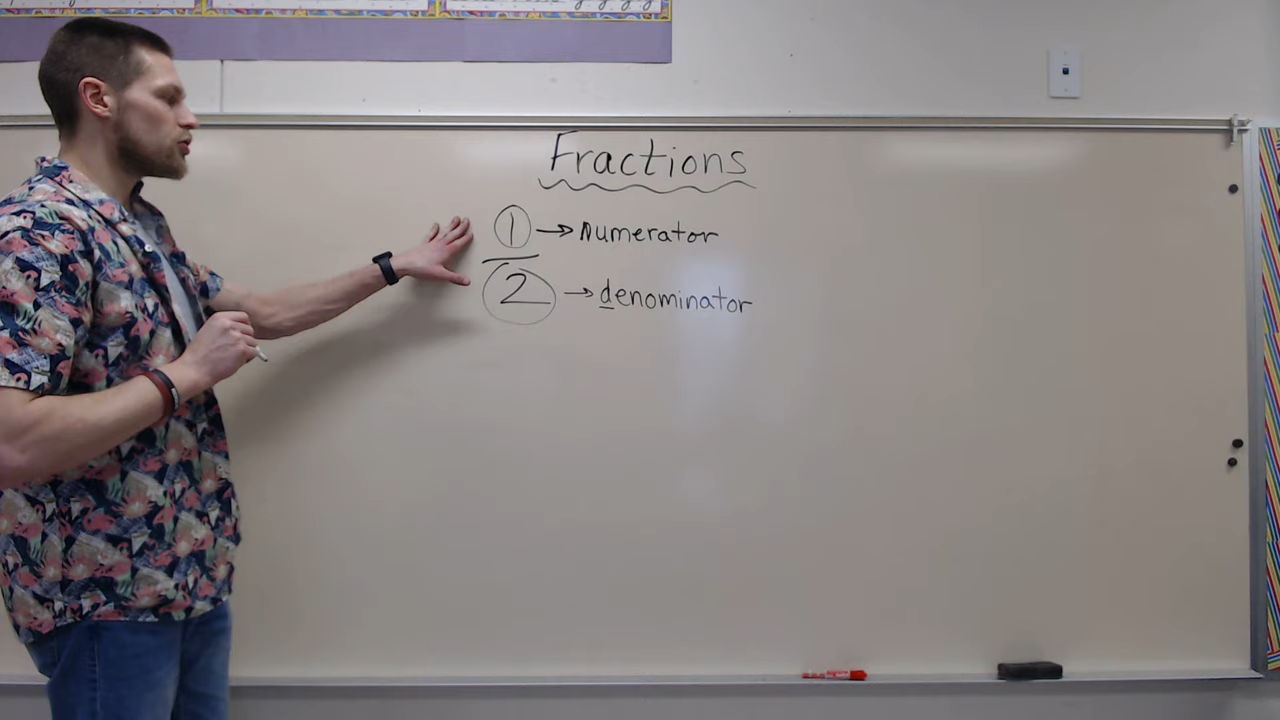 Fractions
1 → numerator
2 → denominator